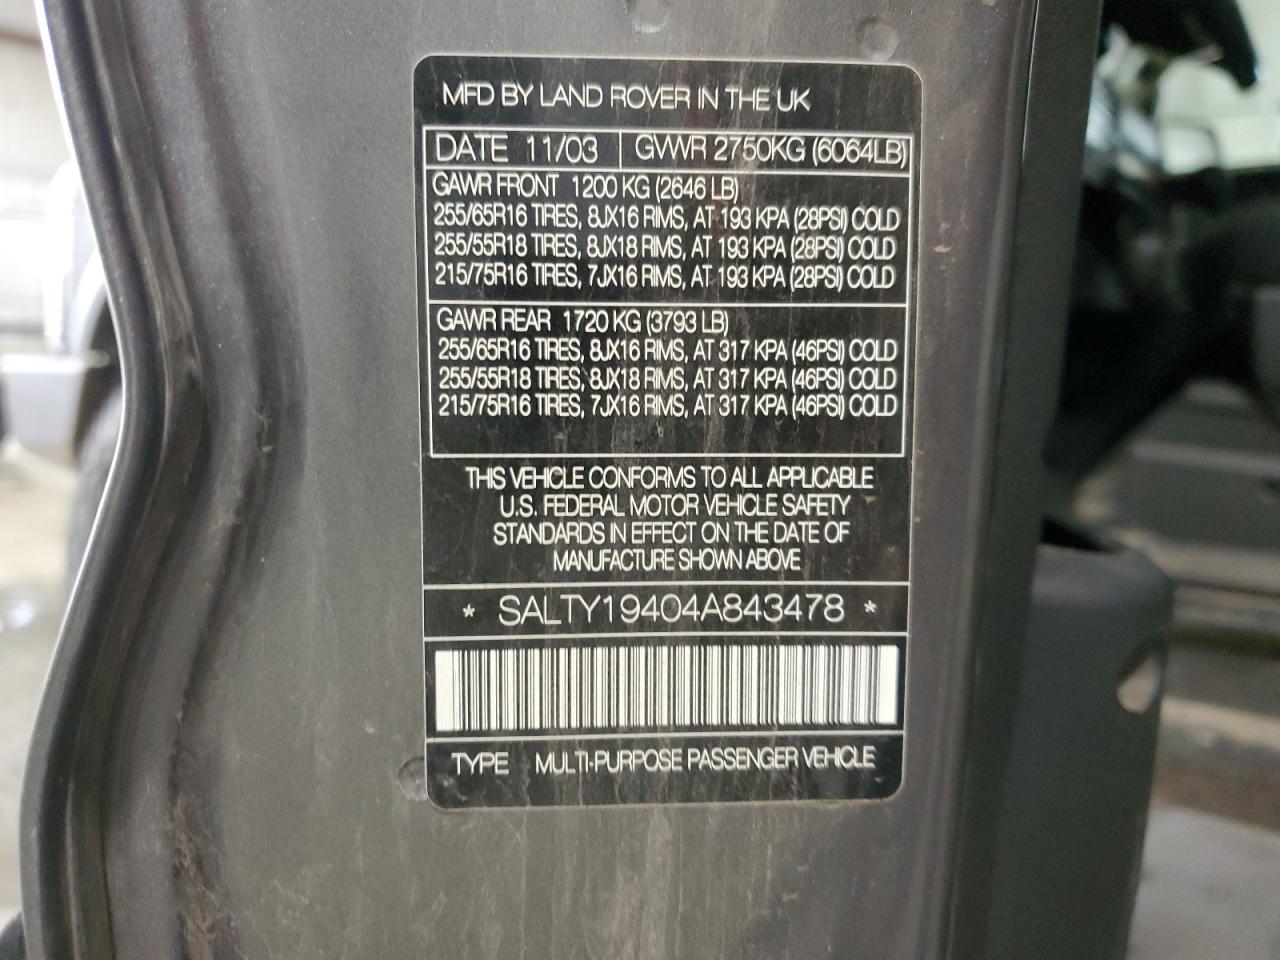 MFD BY LAND ROVER IN THE UK
DATE 11/03 GVWR 2750KG (6064LB)
GAWR FRONT 1200 KG (2646 LB)
255/65R16 TIRES, 8JX16 RIMS, AT 193 KPA (28PSI) COLD
255/55R18 TIRES, 8JX18 RIMS, AT 193 KPA (28PSI) COLD
215/75R16 TIRES, 7JX16 RIMS, AT 193 KPA (28PSI) COLD
GAWR REAR 1720 KG (3793 LB)
255/65R16 TIRES, 8JX16 RIMS, AT 317 KPA (46PSI) COLD
255/55R18 TIRES, 8JX18 RIMS, AT 317 KPA (46PSI) COLD
215/75R16 TIRES, 7JX16 RIMS, AT 317 KPA (46PSI) COLD
THIS VEHICLE CONFORMS TO ALL APPLICABLE
U.S. FEDERAL MOTOR VEHICLE SAFETY
STANDARDS IN EFFECT ON THE DATE OF
MANUFACTURE SHOWN ABOVE
* SALTY19404A843478 *
TYPE MULTI-PURPOSE PASSENGER VEHICLE